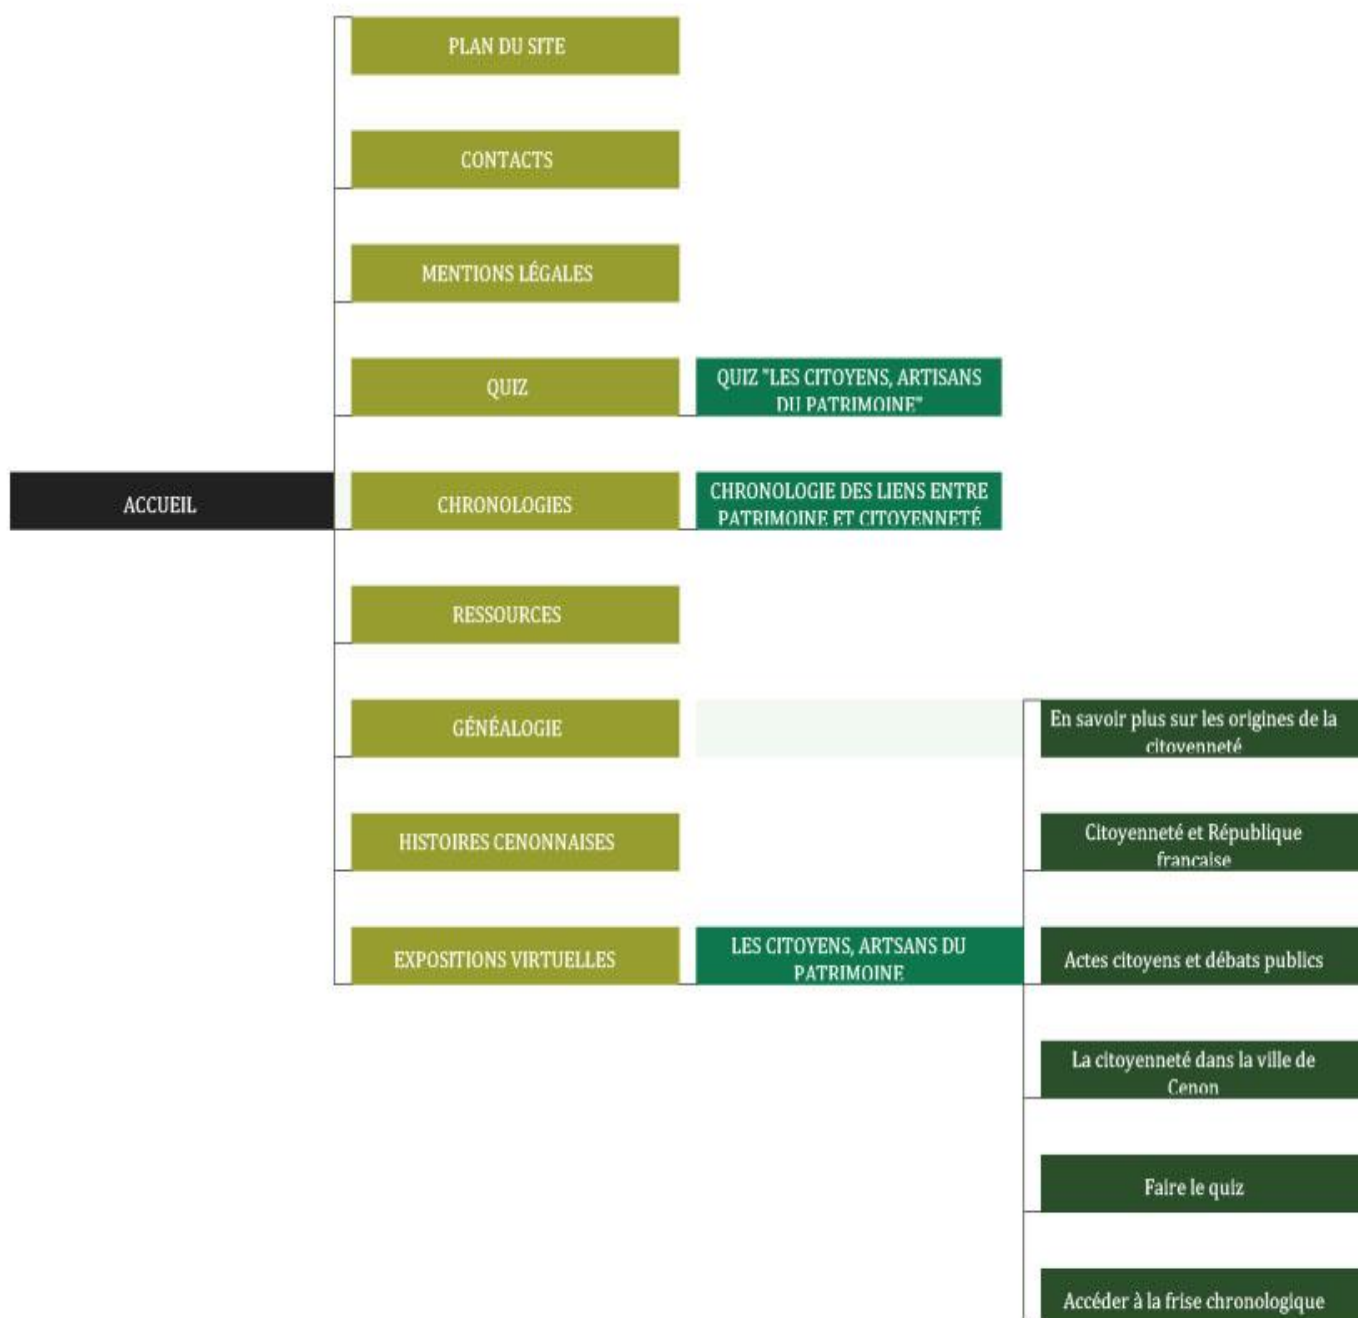 PLAN DU SITE
CONTACTS
MENTIONS LÉGALES
QUIZ
QUIZ "LES CITOYENS, ARTISANS
DU PATRIMOINE"
ACCUEIL
CHRONOLOGIES
CHRONOLOGIE DES LIENS ENTRE
PATRIMOINE ET CITOYENNETÉ
RESSOURCES
GÉNÉALOGIE
En savoir plus sur les origines de la
citoyenneté
HISTOIRES CENONNAISES
Citoyenneté et République
française
EXPOSITIONS VIRTUELLES
LES CITOYENS, ARTSANS DU
PATRIMOINE
Actes citoyens et débats publics
La citoyenneté dans la ville de
Cenon
Faire le quiz
Accéder à la frise chronologique